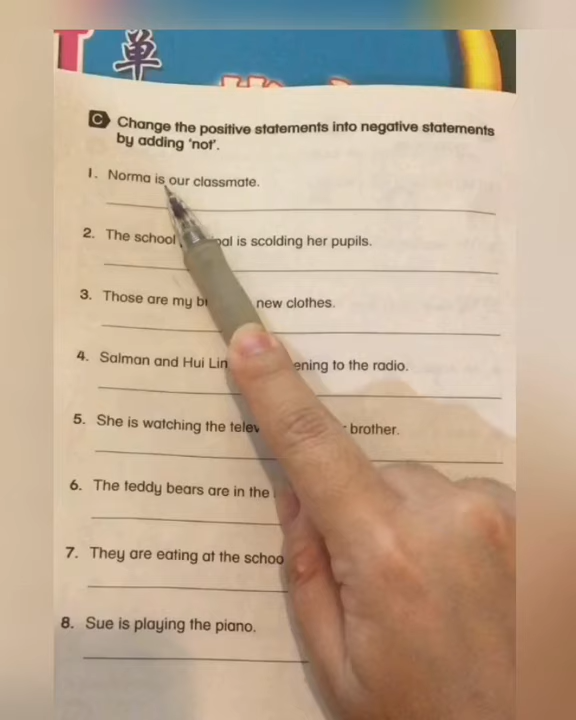 单
C Change the positive statements into negative statements
by adding 'not'.
1. Norma is our classmate.
2. The school is scolding her pupils.
3. Those are my new clothes.
4. Salman and Hui Lin to the radio.
5. She is watching the brother.
6. The teddy bears are in the
7. They are eating at the
8. Sue is playing the piano.